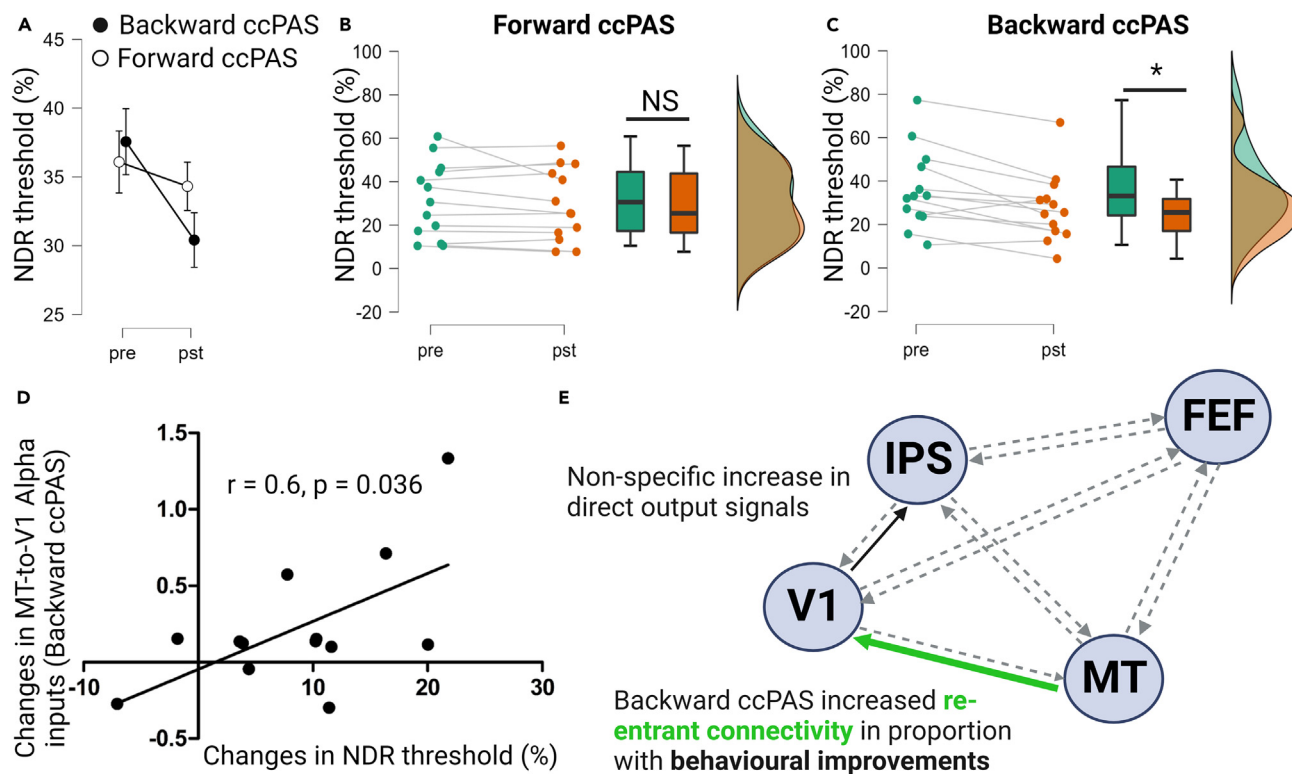 A
Backward ccPAS
Forward ccPAS
NDR threshold (%)
45
40
35
30
25
pre
pst
B
Forward ccPAS
NDR threshold (%)
100
80
60
40
20
0
-20
NS
pre
pst
C
Backward ccPAS
NDR threshold (%)
100
80
60
40
20
0
-20
*
pre
pst
D
Changes in MT-to-V1 Alpha
inputs (Backward ccPAS)
1.5
1.0
0.5
-0.5
r = 0.6, p = 0.036
-10
10
20
30
Changes in NDR threshold (%)
E
Non-specific increase in
direct output signals
IPS
FEF
V1
MT
Backward ccPAS increased re-
entrant connectivity in proportion
with behavioural improvements